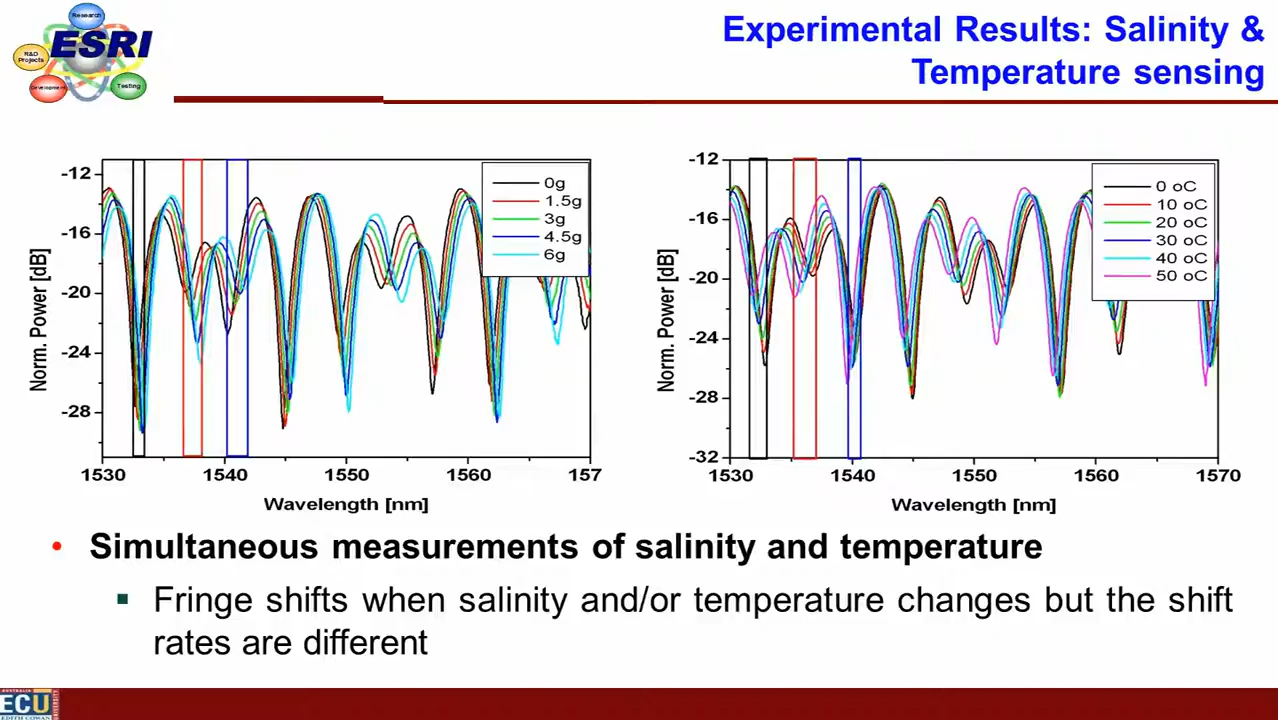 Research
ESRI
R&D
Projects
Development
Testing
Experimental Results: Salinity &
Temperature sensing
-12
-16
-20
-24
-28
Norm. Power [dB]
0g
1.5g
3g
4.5g
6g
1530
1540
1550
1560
157
Wavelength [nm]
-12
-16
-20
-24
-28
-32
Norm. Power [dB]
0 oC
10 oC
20 oC
30 oC
40 oC
50 oC
1530
1540
1550
1560
1570
Wavelength [nm]
• Simultaneous measurements of salinity and temperature
▪ Fringe shifts when salinity and/or temperature changes but the shift
rates are different
AUSTRALIA
ECU
EDITH COWAN
UNIVERSITY